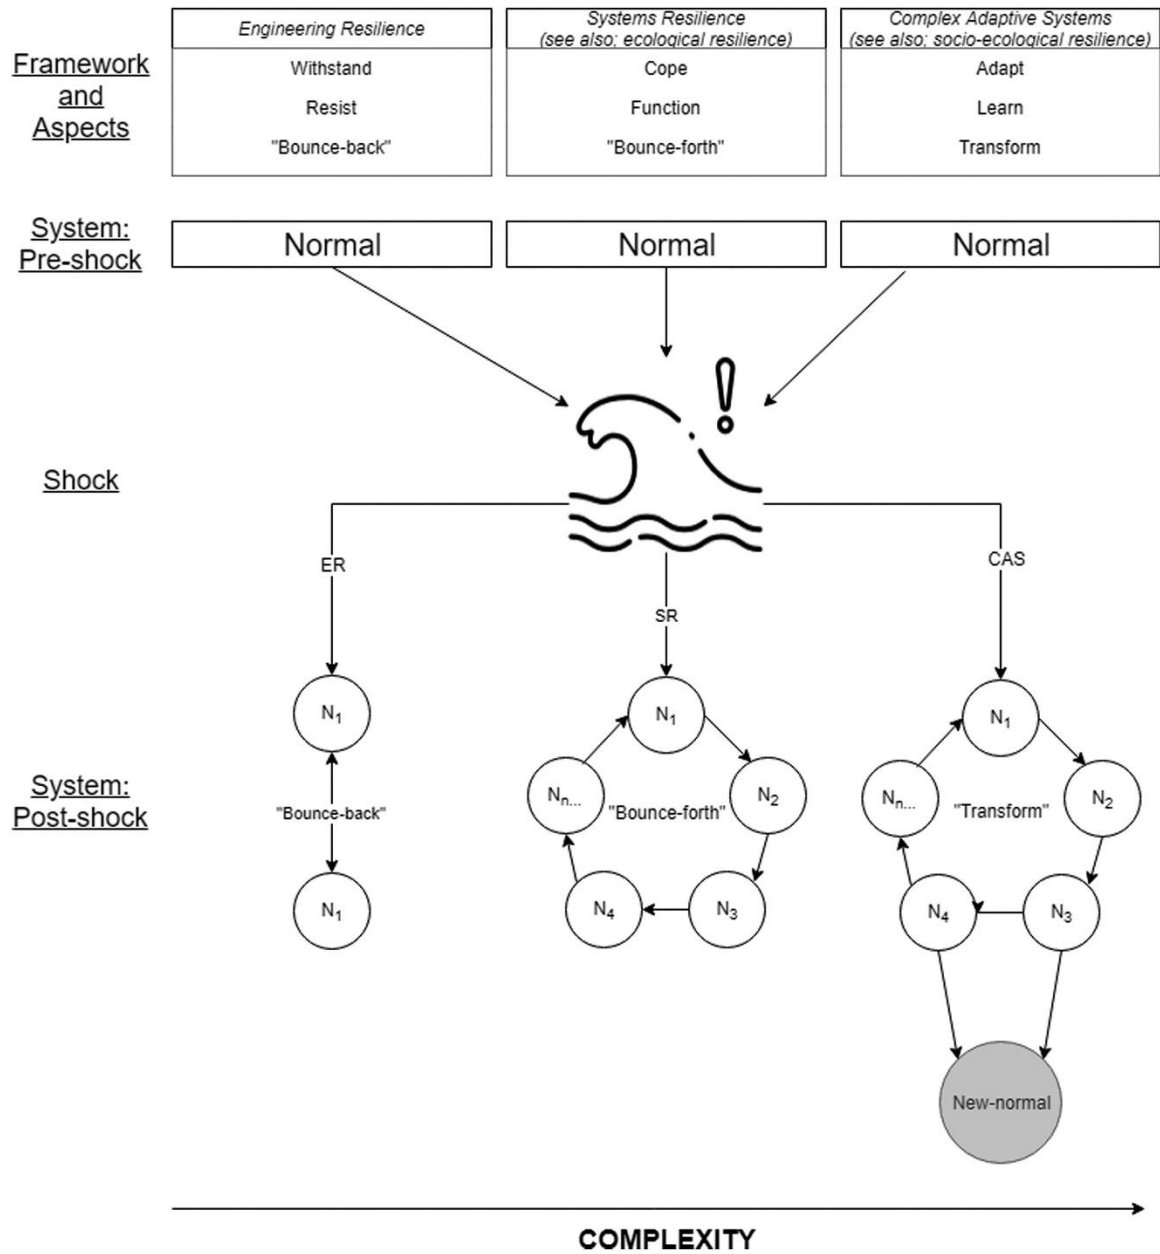 Engineering Resilience
Systems Resilience
(see also; ecological resilience)
Complex Adaptive Systems
(see also; socio-ecological resilience)
Framework
and
Aspects
Withstand
Cope
Adapt
Resist
Function
Learn
"Bounce-back"
"Bounce-forth"
Transform
System:
Pre-shock
Normal
Normal
Normal
Shock
ER
SR
CAS
System:
Post-shock
N₁
"Bounce-back"
N₁
N₁
N₂
N₃
N₄
Nₙ...
"Bounce-forth"
N₁
N₂
N₃
N₄
Nₙ...
"Transform"
New-normal
COMPLEXITY